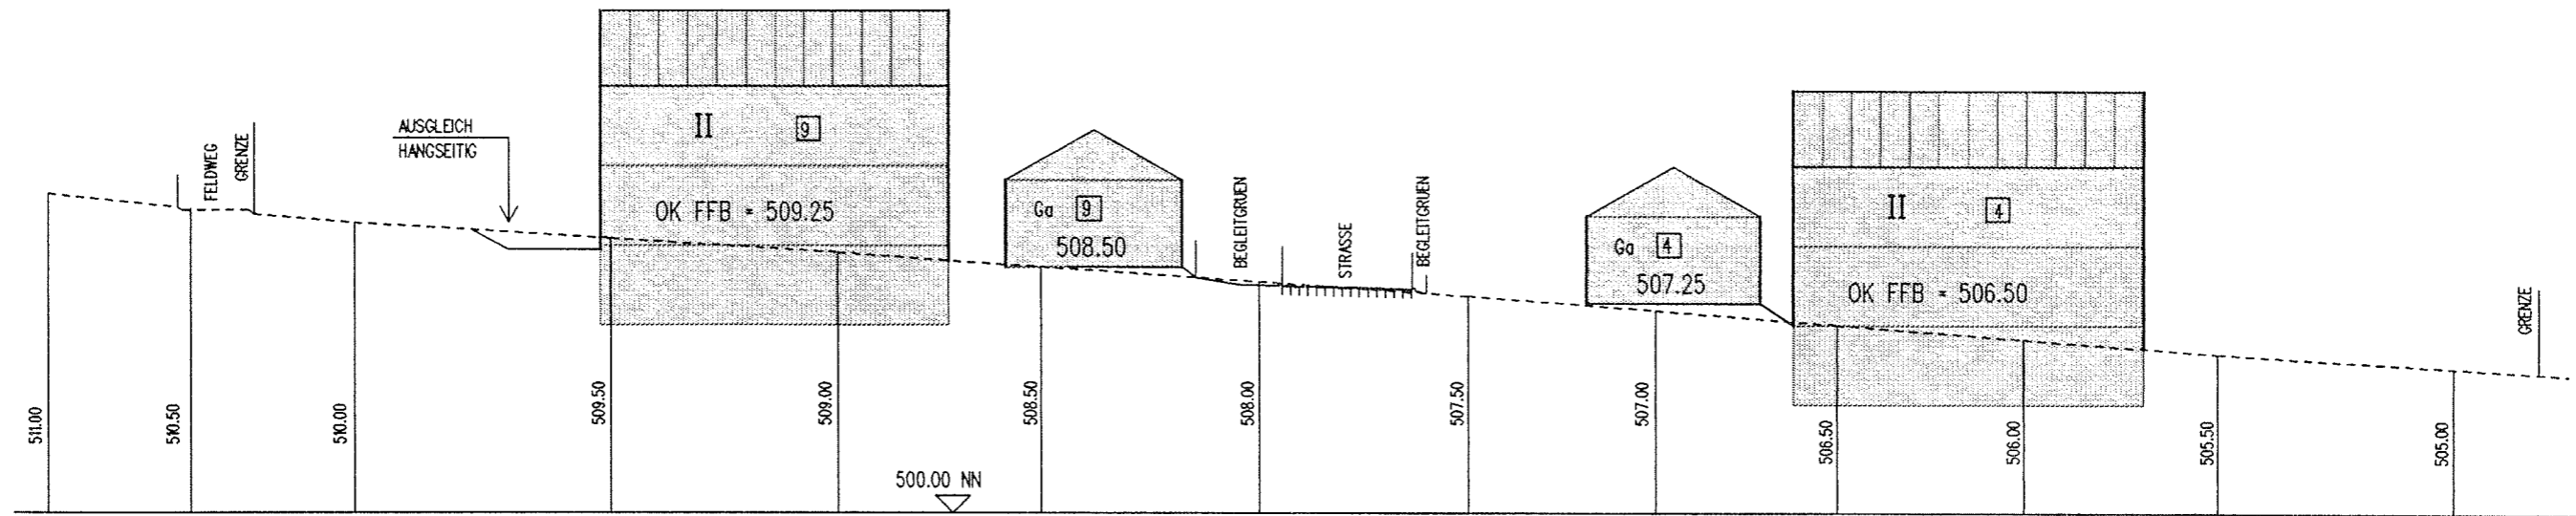 FELDWEG
GRENZE
AUSGLEICH
HANGSEITIG
II 9
OK FFB = 509.25
Ga 9
508.50
BEGLEITGRUEN
STRASSE
BEGLEITGRUEN
Ga 4
507.25
II 4
OK FFB = 506.50
GRENZE
511.00
510.50
510.00
509.50
509.00
508.50
508.00
507.50
507.00
506.50
506.00
505.50
505.00
500.00 NN